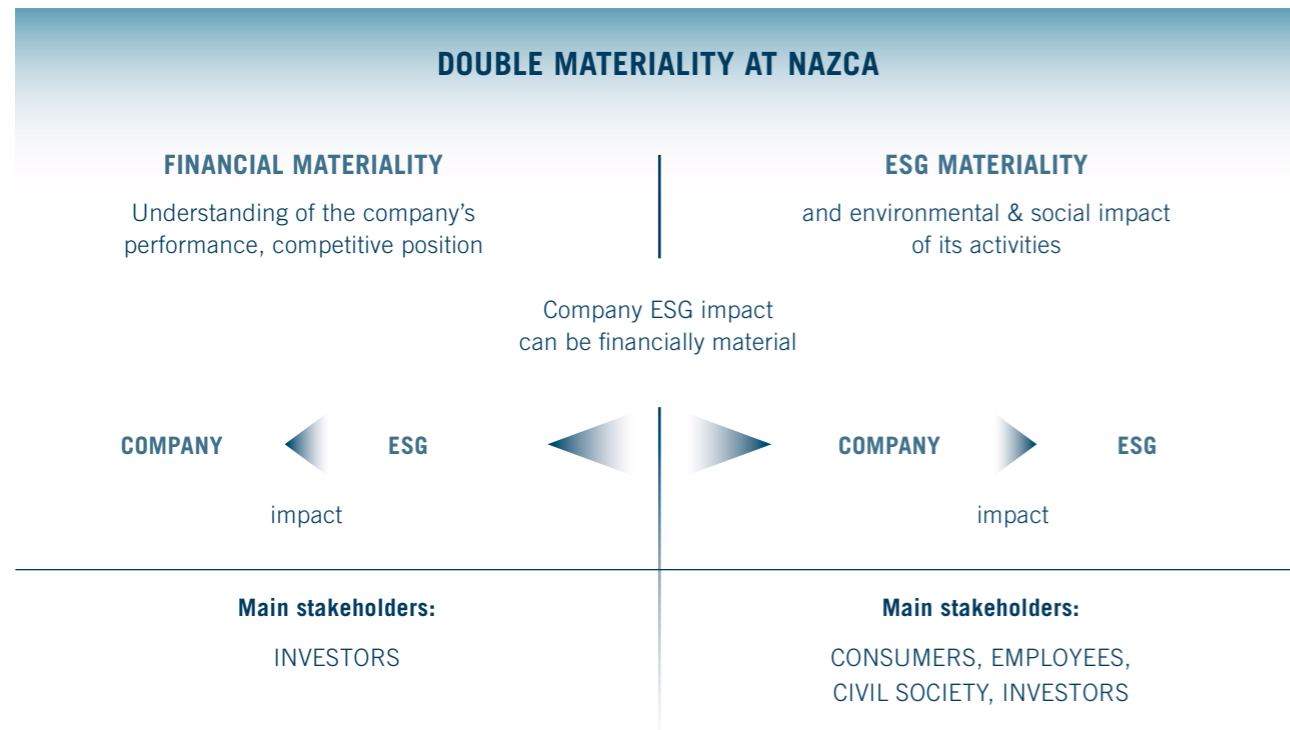 DOUBLE MATERIALITY AT NAZCA
FINANCIAL MATERIALITY
Understanding of the company’s
performance, competitive position
ESG MATERIALITY
and environmental & social impact
of its activities
Company ESG impact
can be financially material
COMPANY
ESG
impact
COMPANY
ESG
impact
Main stakeholders:
INVESTORS
Main stakeholders:
CONSUMERS, EMPLOYEES,
CIVIL SOCIETY, INVESTORS